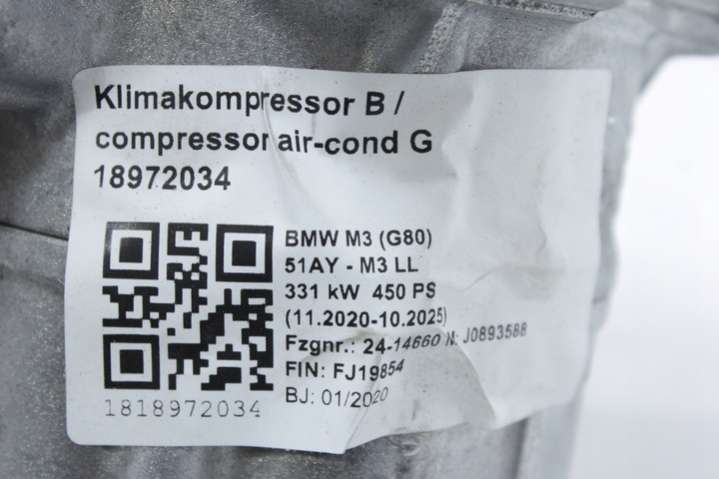 Klimakompressor B /
compressor air-cond G
18972034
BMW M3 (G80)
51AY - M3 LL
331 kW 450 PS
(11.2020-10.2025)
Fzgnr.: 24-14660 N: J0893588
FIN: FJ19854
BJ: 01/2020
1818972034